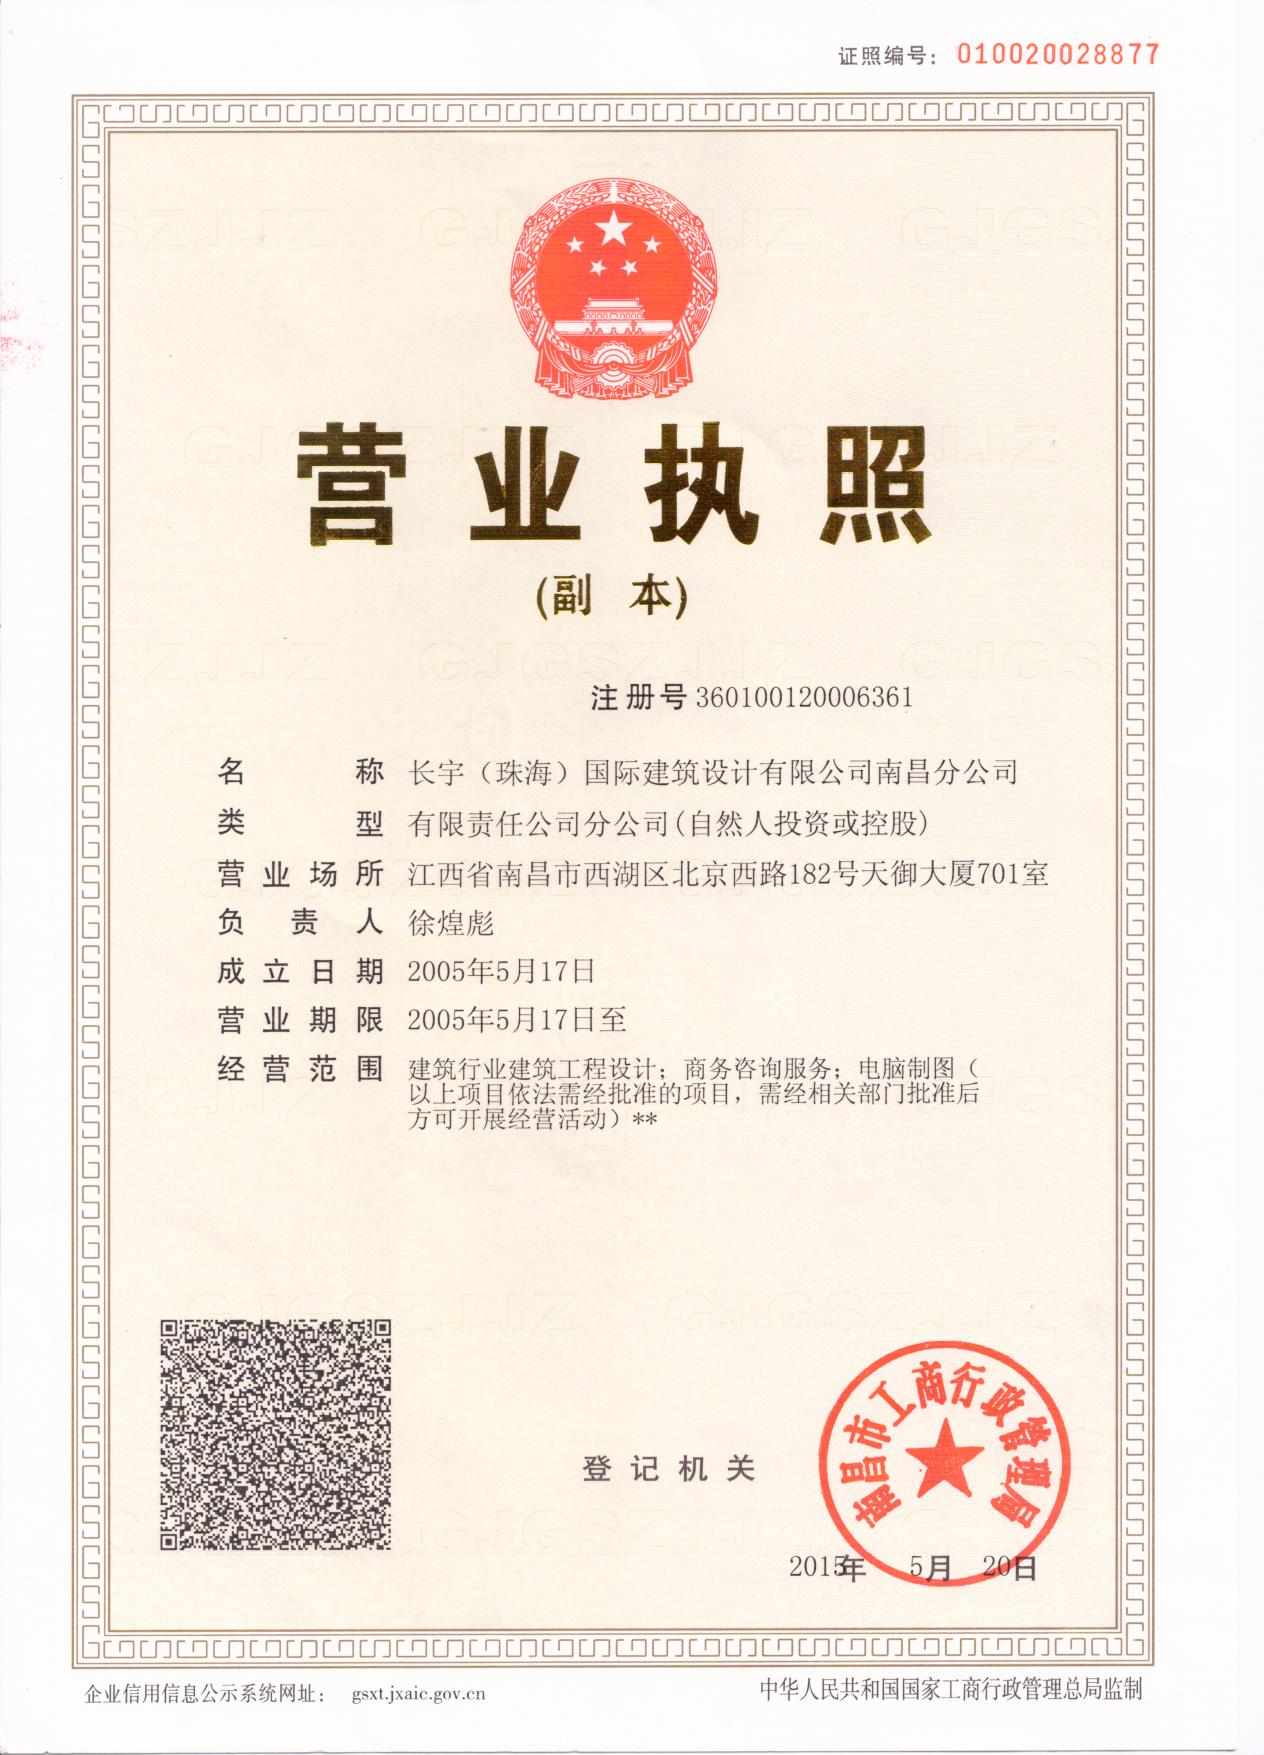 证照编号: 010020028877
营业执照
(副 本)
注册号360100120006361
名 称 长宇（珠海）国际建筑设计有限公司南昌分公司
类 型 有限责任公司分公司(自然人投资或控股)
营业场所 江西省南昌市西湖区北京西路182号天御大厦701室
负 责 人 徐煌彪
成立日期 2005年5月17日
营业期限 2005年5月17日至
经营范围 建筑行业建筑工程设计；商务咨询服务；电脑制图（
以上项目依法需经批准的项目，需经相关部门批准后
方可开展经营活动）**
南昌市工商行政管理局
登记机关
2015年 5月 20日
企业信用信息公示系统网址： gsxt.jxaic.gov.cn
中华人民共和国国家工商行政管理总局监制